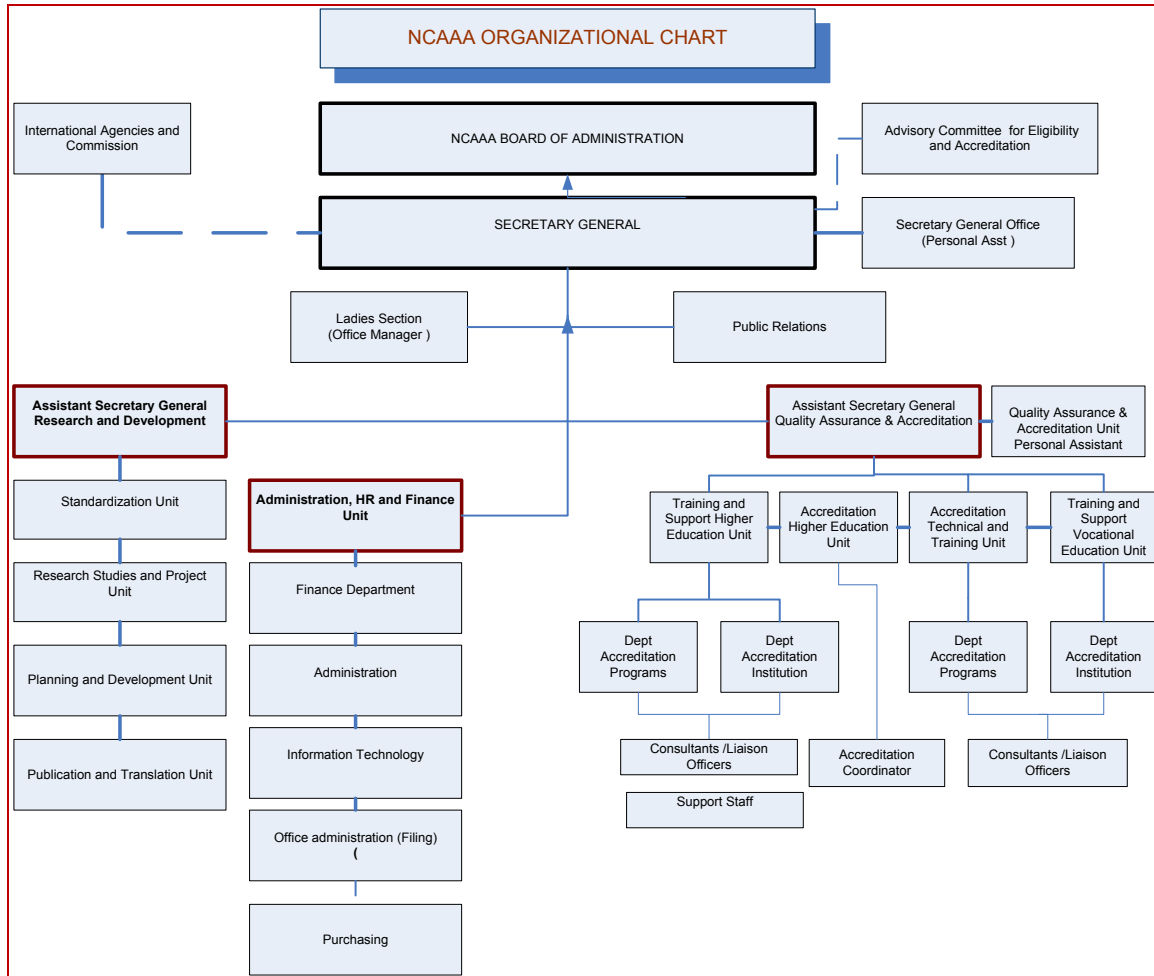 NCAAA ORGANIZATIONAL CHART
International Agencies and
Commission
NCAAA BOARD OF ADMINISTRATION
Advisory Committee for Eligibility
and Accreditation
SECRETARY GENERAL
Secretary General Office
(Personal Asst )
Ladies Section
(Office Manager )
Public Relations
Assistant Secretary General
Research and Development
Assistant Secretary General
Quality Assurance & Accreditation
Quality Assurance &
Accreditation Unit
Personal Assistant
Standardization Unit
Administration, HR and Finance
Unit
Training and
Support Higher
Education Unit
Accreditation
Higher Education
Unit
Accreditation
Technical and
Training Unit
Training and
Support
Vocational
Education Unit
Research Studies and Project
Unit
Finance Department
Dept
Accreditation
Programs
Dept
Accreditation
Institution
Dept
Accreditation
Programs
Dept
Accreditation
Institution
Planning and Development Unit
Administration
Publication and Translation Unit
Information Technology
Consultants /Liaison
Officers
Accreditation
Coordinator
Consultants /Liaison
Officers
Support Staff
Office administration (Filing)
(
Purchasing